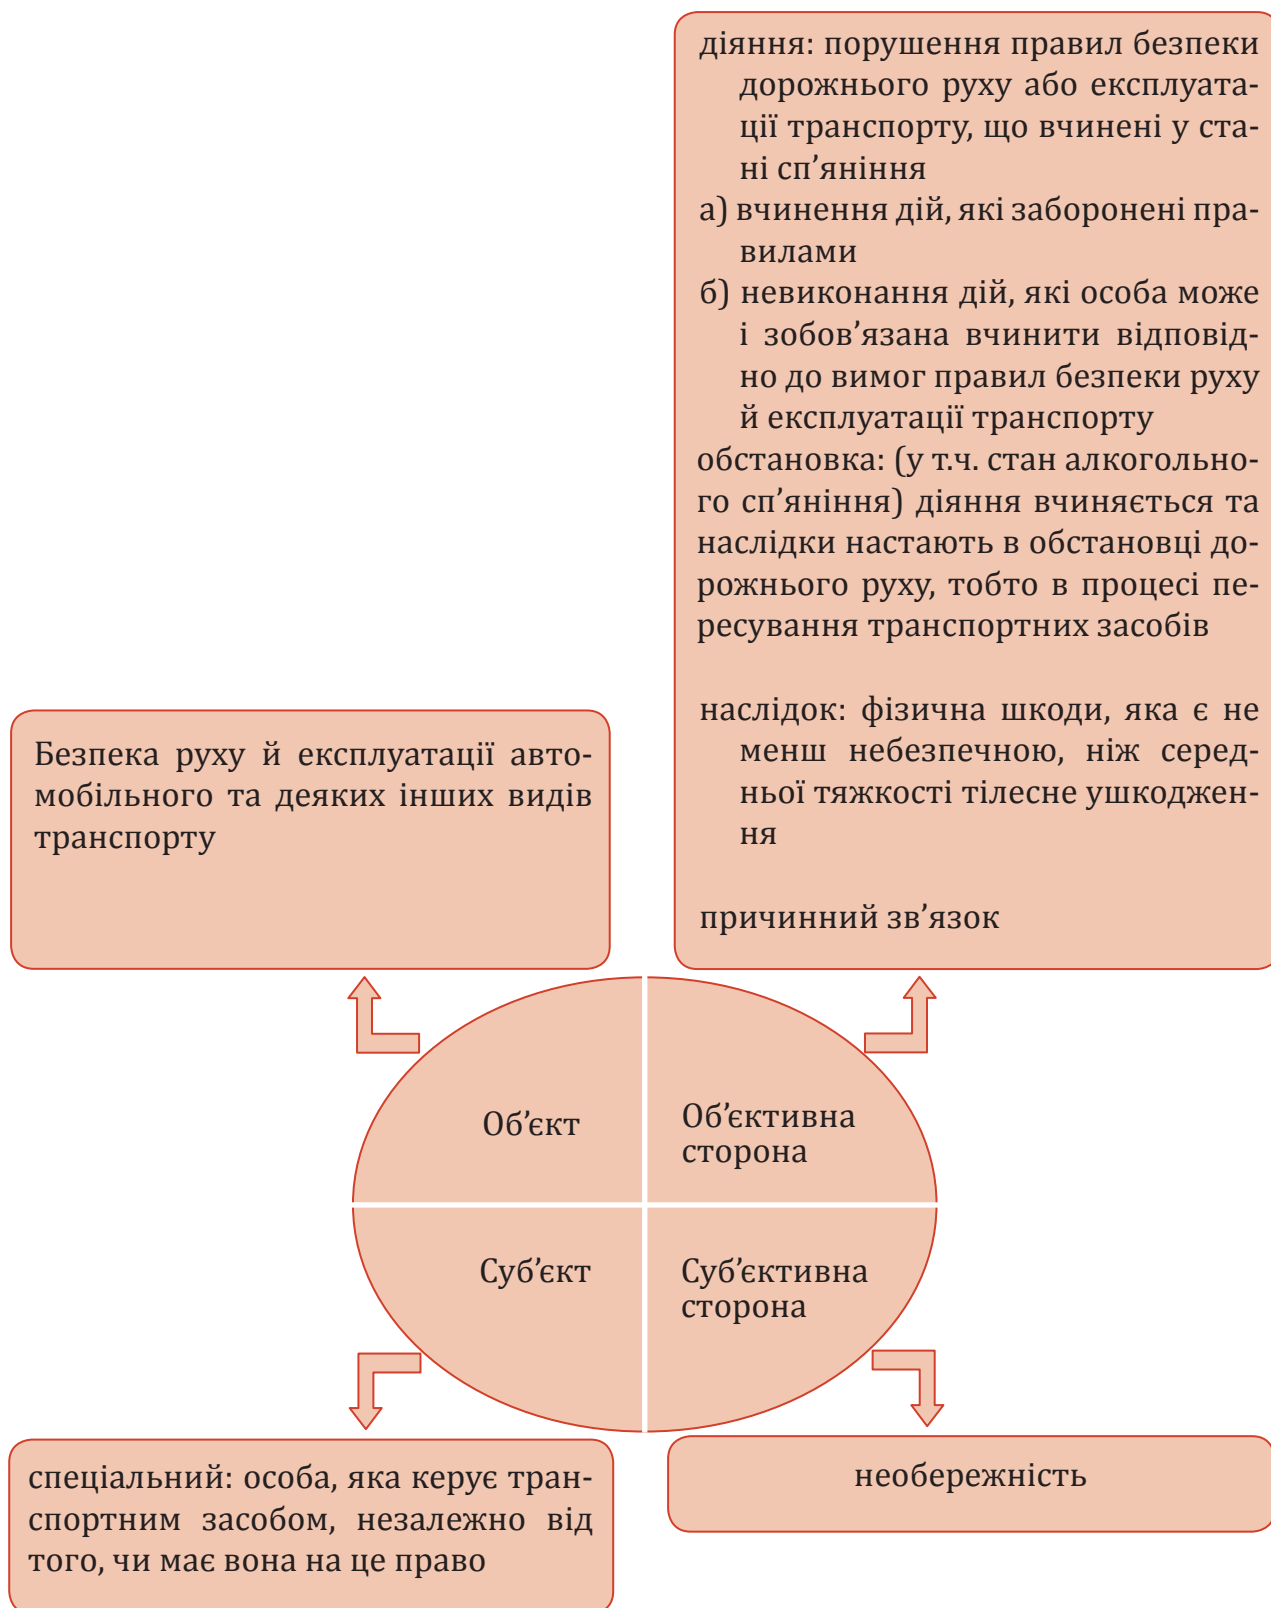 діяння: порушення правил безпеки
дорожнього руху або експлуата-
ції транспорту, що вчинені у ста-
ні сп’яніння
а) вчинення дій, які заборонені пра-
вилами
б) невиконання дій, які особа може
і зобов’язана вчинити відповід-
но до вимог правил безпеки руху
й експлуатації транспорту
обстановка: (у т.ч. стан алкогольно-
го сп’яніння) діяння вчиняється та
наслідки настають в обстановці до-
рожнього руху, тобто в процесі пе-
ресування транспортних засобів
наслідок: фізична шкоди, яка є не
менш небезпечною, ніж серед-
ньої тяжкості тілесне ушкоджен-
ня
причинний зв’язок
Безпека руху й експлуатації авто-
мобільного та деяких інших видів
транспорту
Об’єкт
Об’єктивна
сторона
Суб’єкт
Суб’єктивна
сторона
спеціальний: особа, яка керує тран-
спортним засобом, незалежно від
того, чи має вона на це право
необережність